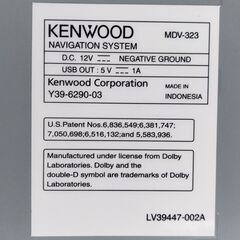 KENWOOD
MDV-323
NAVIGATION SYSTEM
D.C. 12V ⎓ NEGATIVE GROUND
USB OUT : 5 V ⎓ 1A
Kenwood Corporation
Y39-6290-03
MADE IN
INDONESIA
U.S.Patent Nos. 6,836,549;6,381,747;
7,050,698; 6,516,132; and 5,583,936.
Manufactured under license from Dolby
Laboratories. Dolby and the
double-D symbol are trademarks of Dolby
Laboratories.
LV39447-002A